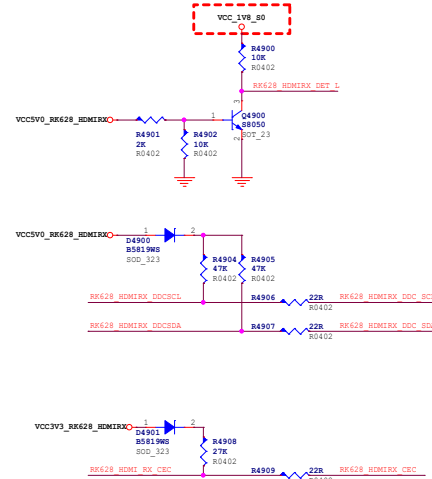 VCC_1V8_S0
R4900
10K
R0402
RK628_HDMIRX_DET_L
3
Q4900
S8050
SOT_23
1
2
VCC5V0_RK628_HDMIRX
R4901
2K
R0402
R4902
10K
R0402
VCC5V0_RK628_HDMIRX
1
2
D4900
B5819WS
SOD_323
R4904
47K
R0402
R4905
47K
R0402
RK628_HDMIRX_DDCSCL
R4906
22R
R0402
RK628_HDMIRX_DDC_SC
RK628_HDMIRX_DDCSDA
R4907
22R
R0402
RK628_HDMIRX_DDC_SD
VCC3V3_RK628_HDMIRX
1
2
D4901
B5819WS
SOD_323
R4908
27K
R0402
RK628_HDMI_RX_CEC
R4909
22R
RK628_HDMIRX_CEC